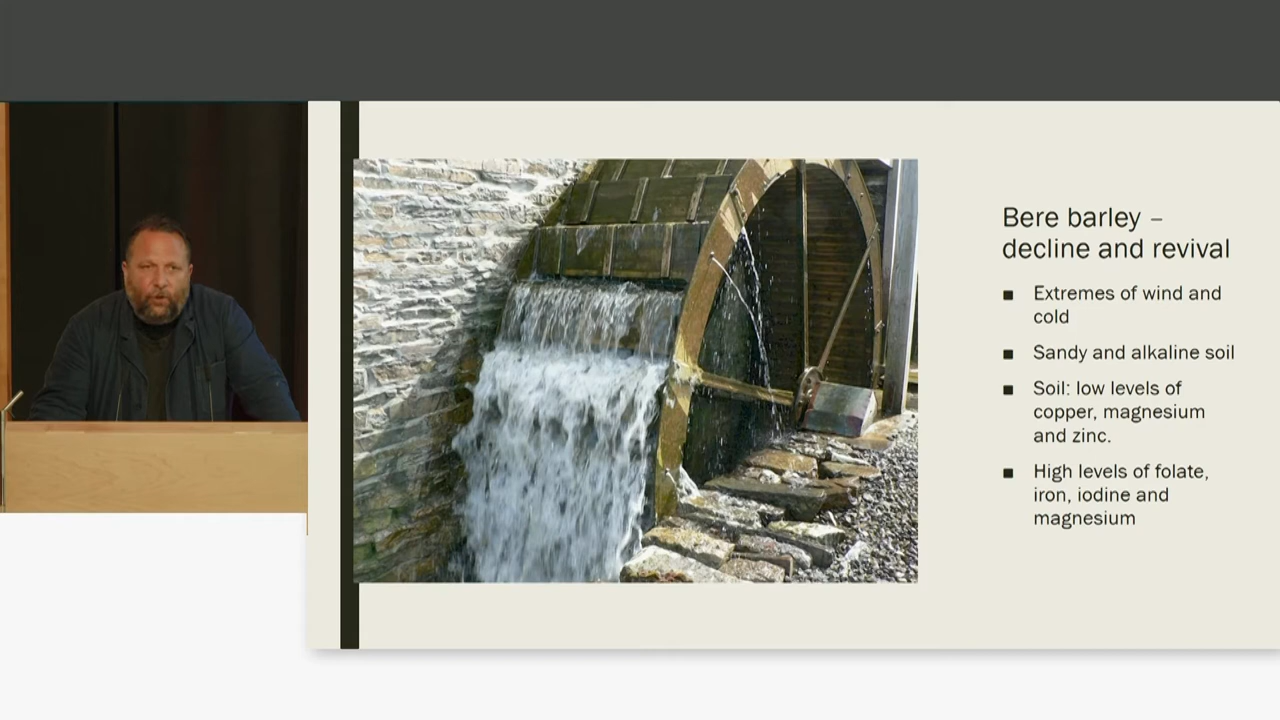 Bere barley –
decline and revival
Extremes of wind and
cold
Sandy and alkaline soil
Soil: low levels of
copper, magnesium
and zinc.
High levels of folate,
iron, iodine and
magnesium